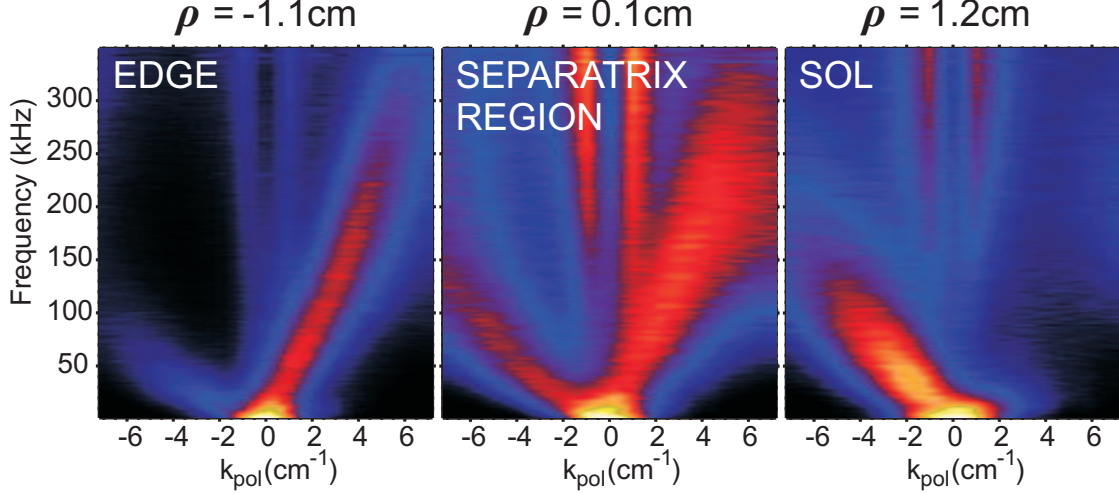 ρ = -1.1cm
ρ = 0.1cm
ρ = 1.2cm
EDGE
SEPARATRIX
REGION
SOL
Frequency (kHz)
300
250
200
150
100
50
-6 -4 -2 0 2 4 6
-6 -4 -2 0 2 4 6
-6 -4 -2 0 2 4 6
kpol(cm⁻¹)
kpol(cm⁻¹)
kpol(cm⁻¹)